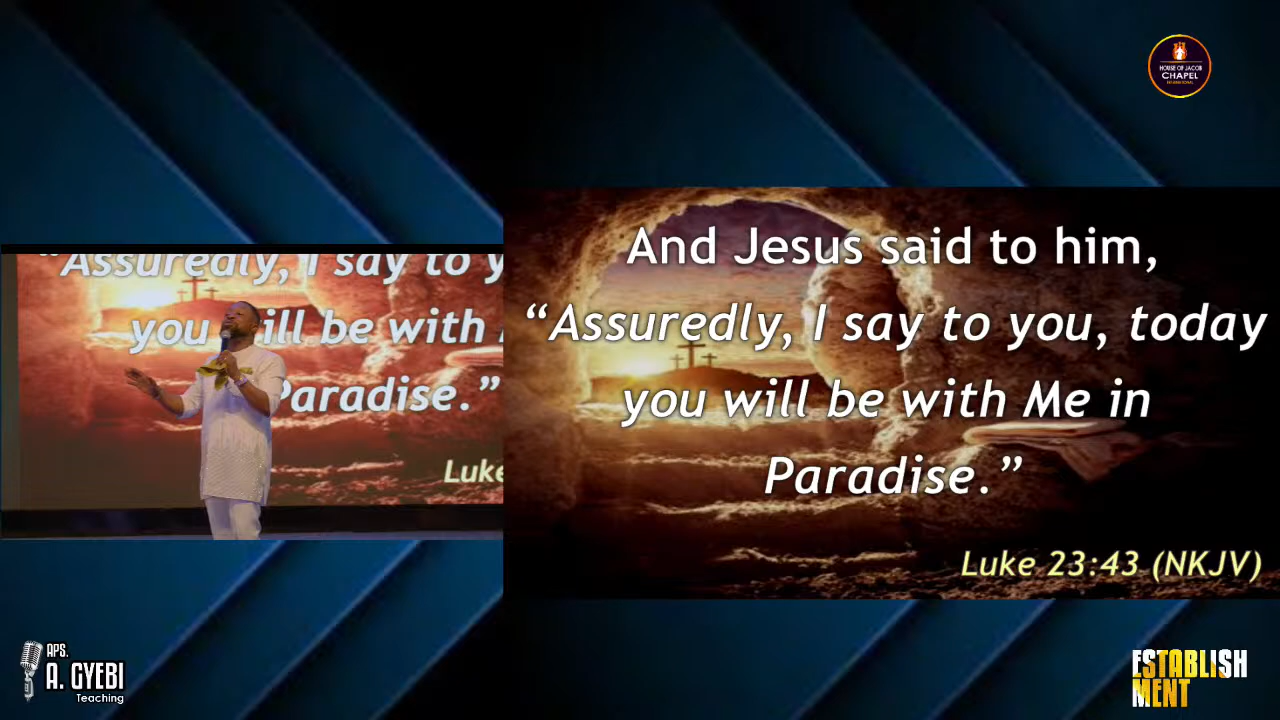 HOUSE OF JACOB
CHAPEL
INTERNATIONAL
And Jesus said to him,
“Assuredly, I say to you, today
you will be with Me in
Paradise.”
Luke 23:43 (NKJV)
“Assuredly, I say to y
you ill be with
Paradise.”
Luke
APS.
A. GYEBI
Teaching
ESTABLISH
MENT